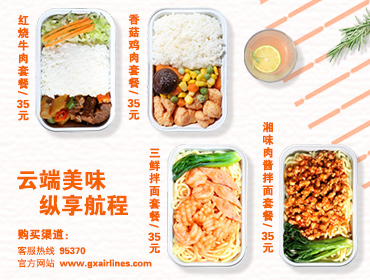 红烧牛肉套餐/35元
香菇鸡肉套餐/35元
三鲜拌面套餐/35元
湘味肉酱拌面套餐/35元
云端美味
纵享航程
购买渠道：
客服热线 95370
官方网站 www.gxairlines.com